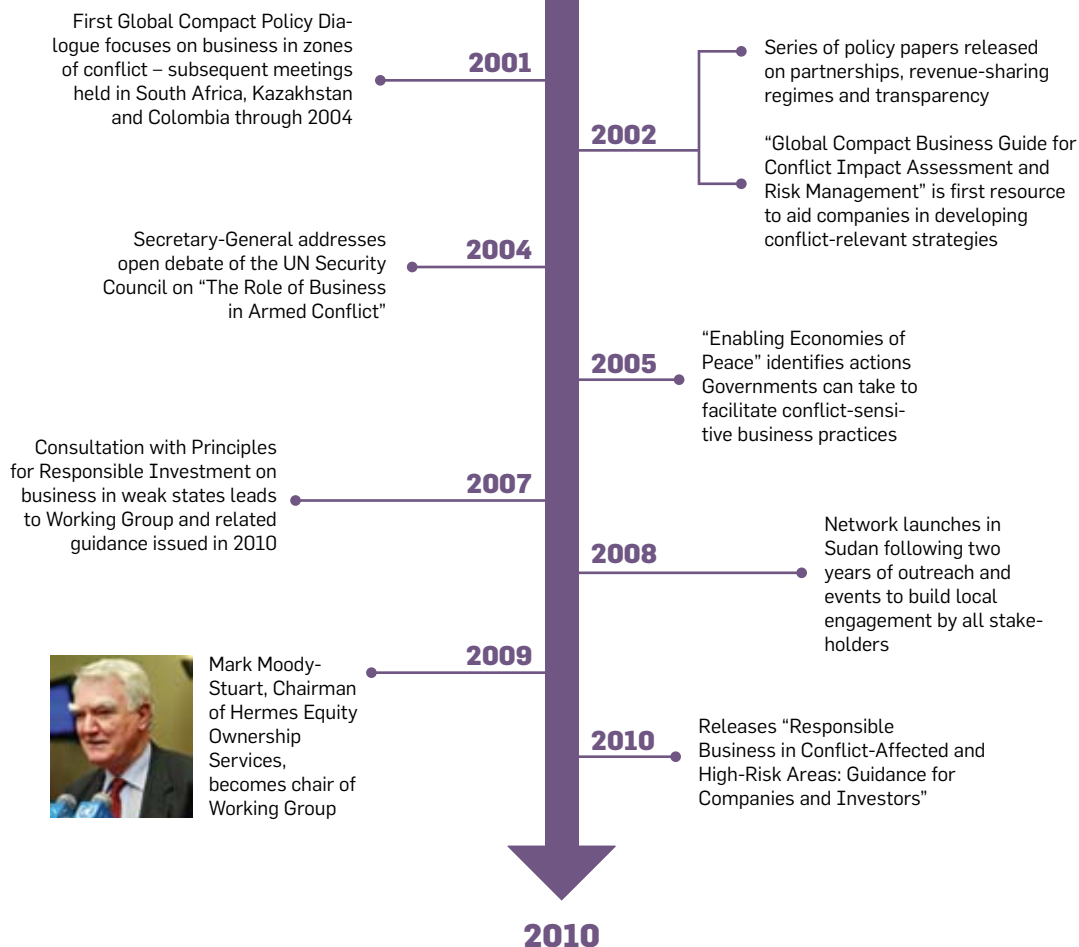 First Global Compact Policy Dia-
logue focuses on business in zones
of conflict – subsequent meetings
held in South Africa, Kazakhstan
and Colombia through 2004
2001
2002
Series of policy papers released
on partnerships, revenue-sharing
regimes and transparency
“Global Compact Business Guide for
Conflict Impact Assessment and
Risk Management” is first resource
to aid companies in developing
conflict-relevant strategies
Secretary-General addresses
open debate of the UN Security
Council on “The Role of Business
in Armed Conflict”
2004
2005
“Enabling Economies of
Peace” identifies actions
Governments can take to
facilitate conflict-sensi-
tive business practices
Consultation with Principles
for Responsible Investment on
business in weak states leads
to Working Group and related
guidance issued in 2010
2007
2008
Network launches in
Sudan following two
years of outreach and
events to build local
engagement by all stake-
holders
2009
Mark Moody-
Stuart, Chairman
of Hermes Equity
Ownership
Services,
becomes chair of
Working Group
2010
Releases “Responsible
Business in Conflict-Affected and
High-Risk Areas: Guidance for
Companies and Investors”
2010